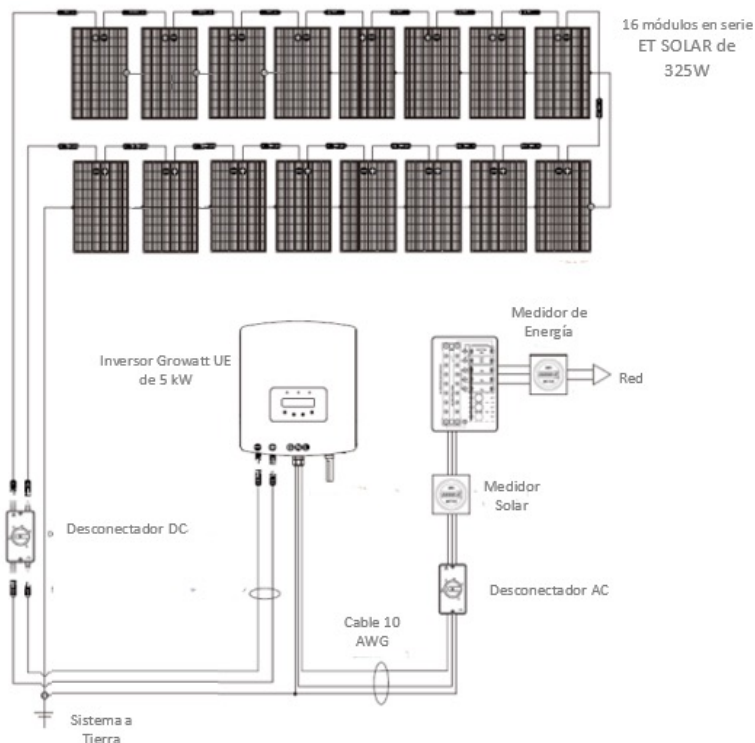 16 módulos en serie
ET SOLAR de
325W
Medidor de
Energía
Inversor Growatt UE
de 5 kW
Red
Medidor
Solar
Desconectador DC
Desconectador AC
Cable 10
AWG
Sistema a
Tierra